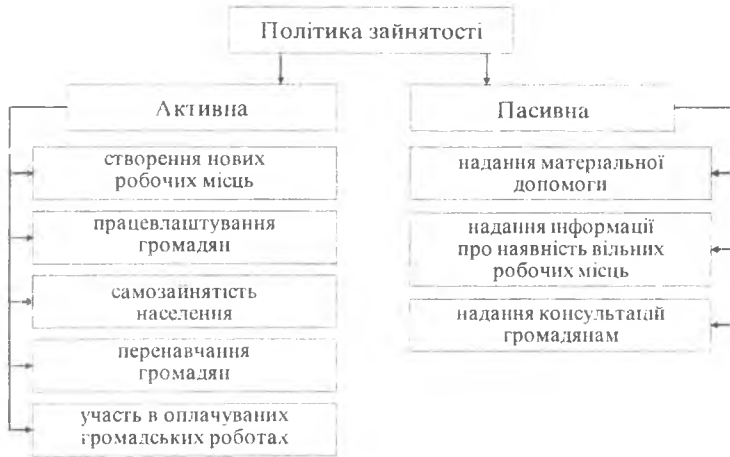 Політика зайнятості
Активна
створення нових
робочих місць
працевлаштування
громадян
самозайнятість
населення
перенавчання
громадян
участь в оплачуваних
громадських роботах
Пасивна
надання матеріальної
допомоги
надання інформації
про наявність вільних
робочих місць
надання консультацій
громадянам